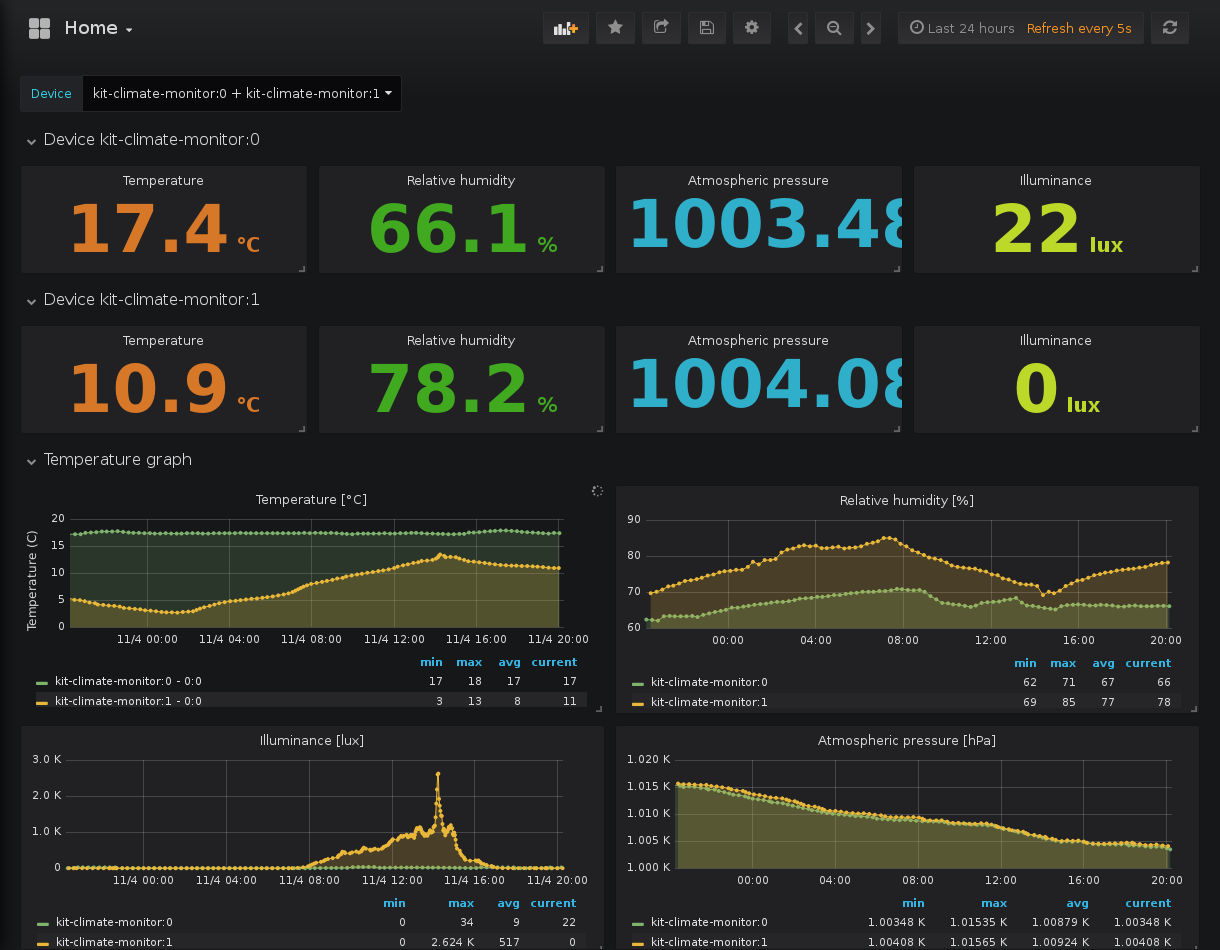 Home
Last 24 hours Refresh every 5s
Device kit-climate-monitor:0 + kit-climate-monitor:1
Device kit-climate-monitor:0
Temperature Relative humidity Atmospheric pressure Illuminance
17.4 °C 66.1 % 1003.48 22 lux
Device kit-climate-monitor:1
Temperature Relative humidity Atmospheric pressure Illuminance
10.9 °C 78.2 % 1004.08 0 lux
Temperature graph
Temperature [°C]
Temperature (C)
20
15
10
5
0
11/4 00:00 11/4 04:00 11/4 08:00 11/4 12:00 11/4 16:00 11/4 20:00
min max avg current
kit-climate-monitor:0 - 0:0 17 18 17 17
kit-climate-monitor:1 - 0:0 3 13 8 11
Relative humidity [%]
90
80
70
60
00:00 04:00 08:00 12:00 16:00 20:00
min max avg current
kit-climate-monitor:0 62 71 67 66
kit-climate-monitor:1 69 85 77 78
Illuminance [lux]
3.0 K
2.0 K
1.0 K
0
11/4 00:00 11/4 04:00 11/4 08:00 11/4 12:00 11/4 16:00 11/4 20:00
min max avg current
kit-climate-monitor:0 0 34 9 22
kit-climate-monitor:1 0 2.624 K 517 0
Atmospheric pressure [hPa]
1.020 K
1.015 K
1.010 K
1.005 K
1.000 K
00:00 04:00 08:00 12:00 16:00 20:00
min max avg current
kit-climate-monitor:0 1.00348 K 1.01535 K 1.00879 K 1.00348 K
kit-climate-monitor:1 1.00408 K 1.01565 K 1.00924 K 1.00408 K